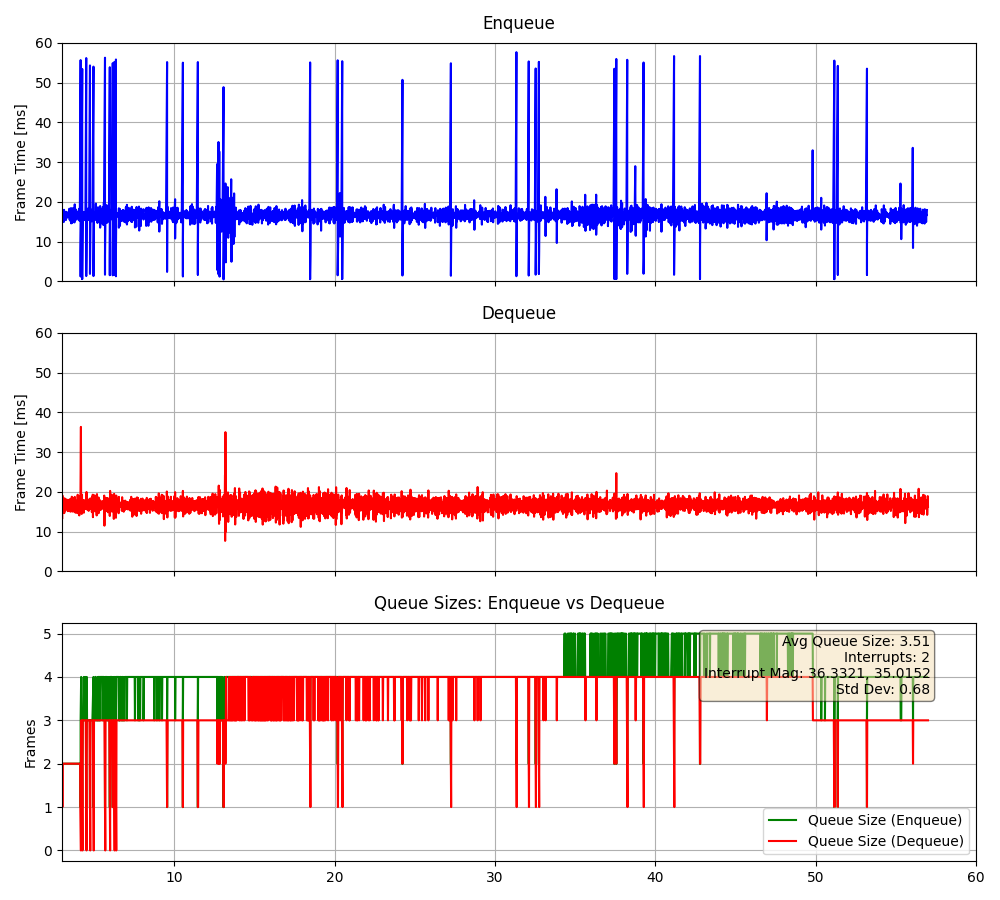 Enqueue
60
50
40
30
20
10
0
Frame Time [ms]
Dequeue
60
50
40
30
20
10
0
Frame Time [ms]
Queue Sizes: Enqueue vs Dequeue
5
4
3
2
1
0
Frames
Avg Queue Size: 3.51
Interrupts: 2
Interrupt Mag: 36.3321, 35.0152
Std Dev: 0.68
Queue Size (Enqueue)
Queue Size (Dequeue)
10 20 30 40 50 60